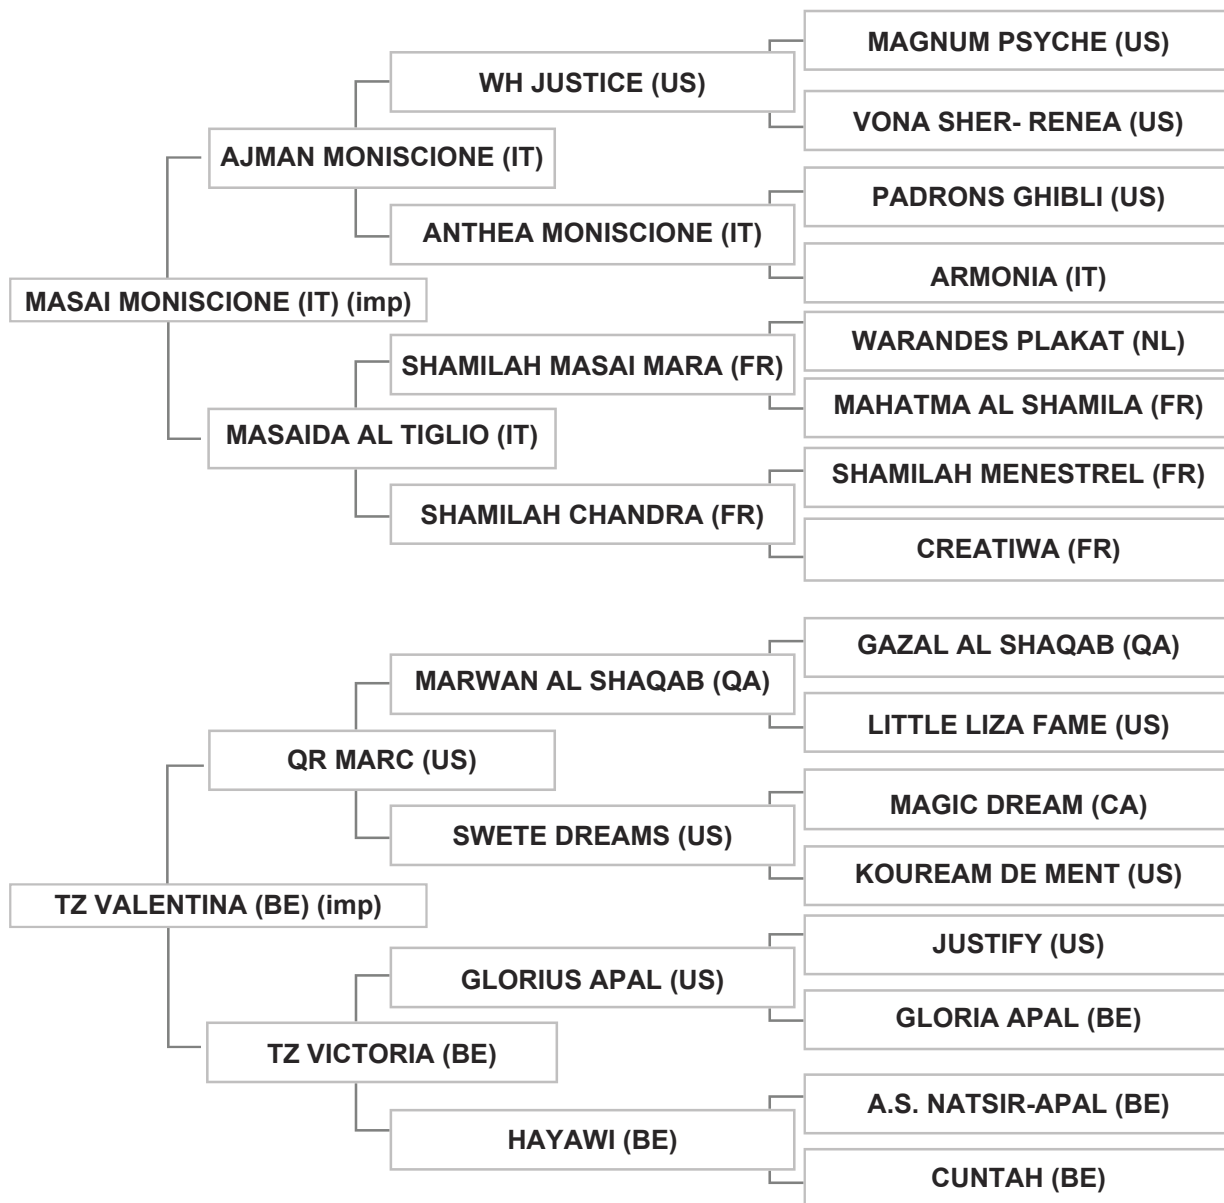 MAGNUM PSYCHE (US)
WH JUSTICE (US)
VONA SHER- RENEA (US)
AJMAN MONISCIONE (IT)
PADRONS GHIBLI (US)
ANTHEA MONISCIONE (IT)
ARMONIA (IT)
MASAI MONISCIONE (IT) (imp)
WARANDES PLAKAT (NL)
SHAMILAH MASAI MARA (FR)
MAHATMA AL SHAMILA (FR)
MASAIDA AL TIGLIO (IT)
SHAMILAH MENESTREL (FR)
SHAMILAH CHANDRA (FR)
CREATIWA (FR)
GAZAL AL SHAQAB (QA)
MARWAN AL SHAQAB (QA)
LITTLE LIZA FAME (US)
QR MARC (US)
MAGIC DREAM (CA)
SWETE DREAMS (US)
KOUREAM DE MENT (US)
TZ VALENTINA (BE) (imp)
JUSTIFY (US)
GLORIUS APAL (US)
GLORIA APAL (BE)
TZ VICTORIA (BE)
A.S. NATSIR-APAL (BE)
HAYAWI (BE)
CUNTAH (BE)